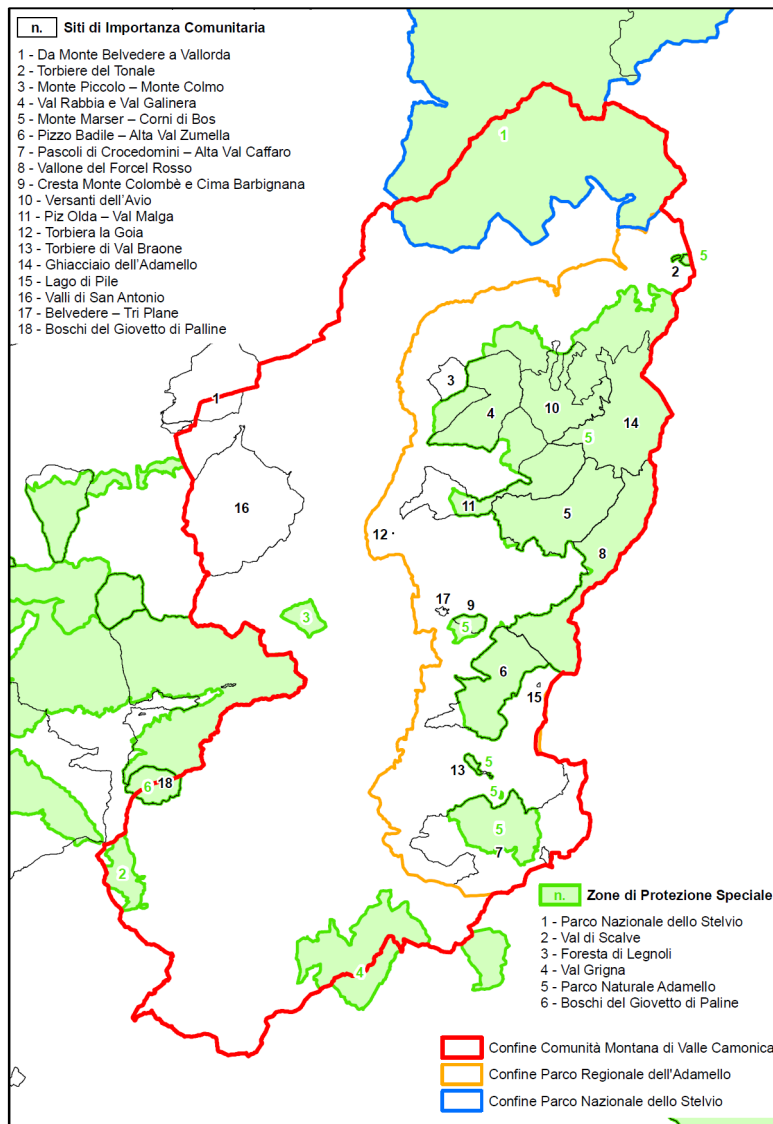 n. Siti di Importanza Comunitaria
1 - Da Monte Belvedere a Vallorda
2 - Torbiere del Tonale
3 - Monte Piccolo – Monte Colmo
4 - Val Rabbia e Val Galinera
5 - Monte Marser – Corni di Bos
6 - Pizzo Badile – Alta Val Zumella
7 - Pascoli di Crocedomini – Alta Val Caffaro
8 - Vallone del Forcel Rosso
9 - Cresta Monte Colombè e Cima Barbignana
10 - Versanti dell'Avio
11 - Piz Olda – Val Malga
12 - Torbiera la Goia
13 - Torbiere di Val Braone
14 - Ghiacciaio dell'Adamello
15 - Lago di Pile
16 - Valli di San Antonio
17 - Belvedere – Tri Plane
18 - Boschi del Giovetto di Palline
1
5
2
3
1
4
10
14
5
16
11
5
12
8
17
9
3
5
6
15
13
5
6
18
5
5
7
2
4
n. Zone di Protezione Speciale
1 - Parco Nazionale dello Stelvio
2 - Val di Scalve
3 - Foresta di Legnoli
4 - Val Grigna
5 - Parco Naturale Adamello
6 - Boschi del Giovetto di Paline
Confine Comunità Montana di Valle Camonica
Confine Parco Regionale dell'Adamello
Confine Parco Nazionale dello Stelvio